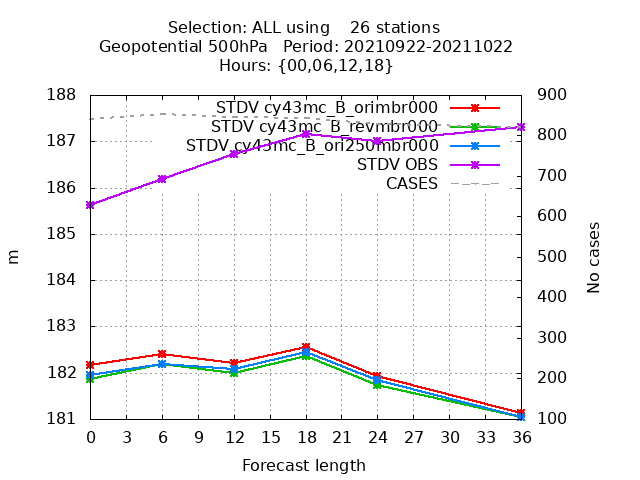 Selection: ALL using    26 stations
Geopotential 500hPa   Period: 20210922-20211022
Hours: {00,06,12,18}
188
187
186
185
184
183
182
181
m
STDV cy43mc_B_orimbr000
STDV cy43mc_B_revmbr000
STDV cy43mc_B_ori250mbr000
STDV OBS
CASES
900
800
700
600
500
400
300
200
100
No cases
0 3 6 9 12 15 18 21 24 27 30 33 36
Forecast length